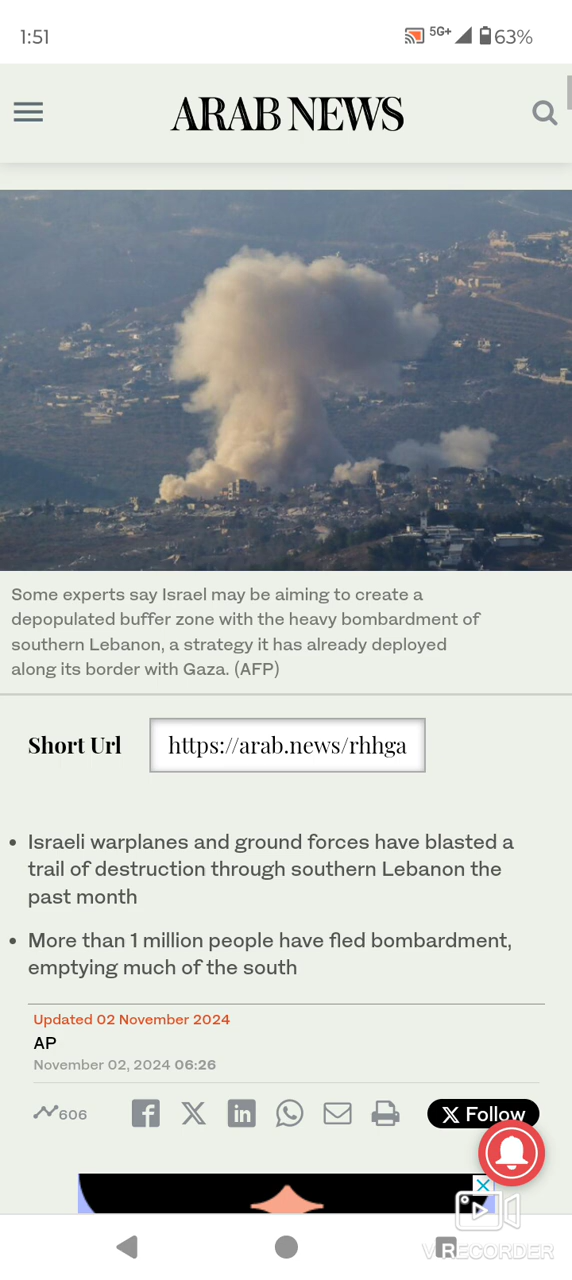 1:51
5G+
63%
ARAB NEWS
Some experts say Israel may be aiming to create a
depopulated buffer zone with the heavy bombardment of
southern Lebanon, a strategy it has already deployed
along its border with Gaza. (AFP)
Short Url
https://arab.news/rhhga
• Israeli warplanes and ground forces have blasted a
trail of destruction through southern Lebanon the
past month
• More than 1 million people have fled bombardment,
emptying much of the south
Updated 02 November 2024
AP
November 02, 2024 06:26
606
X Follow
VRECORDER